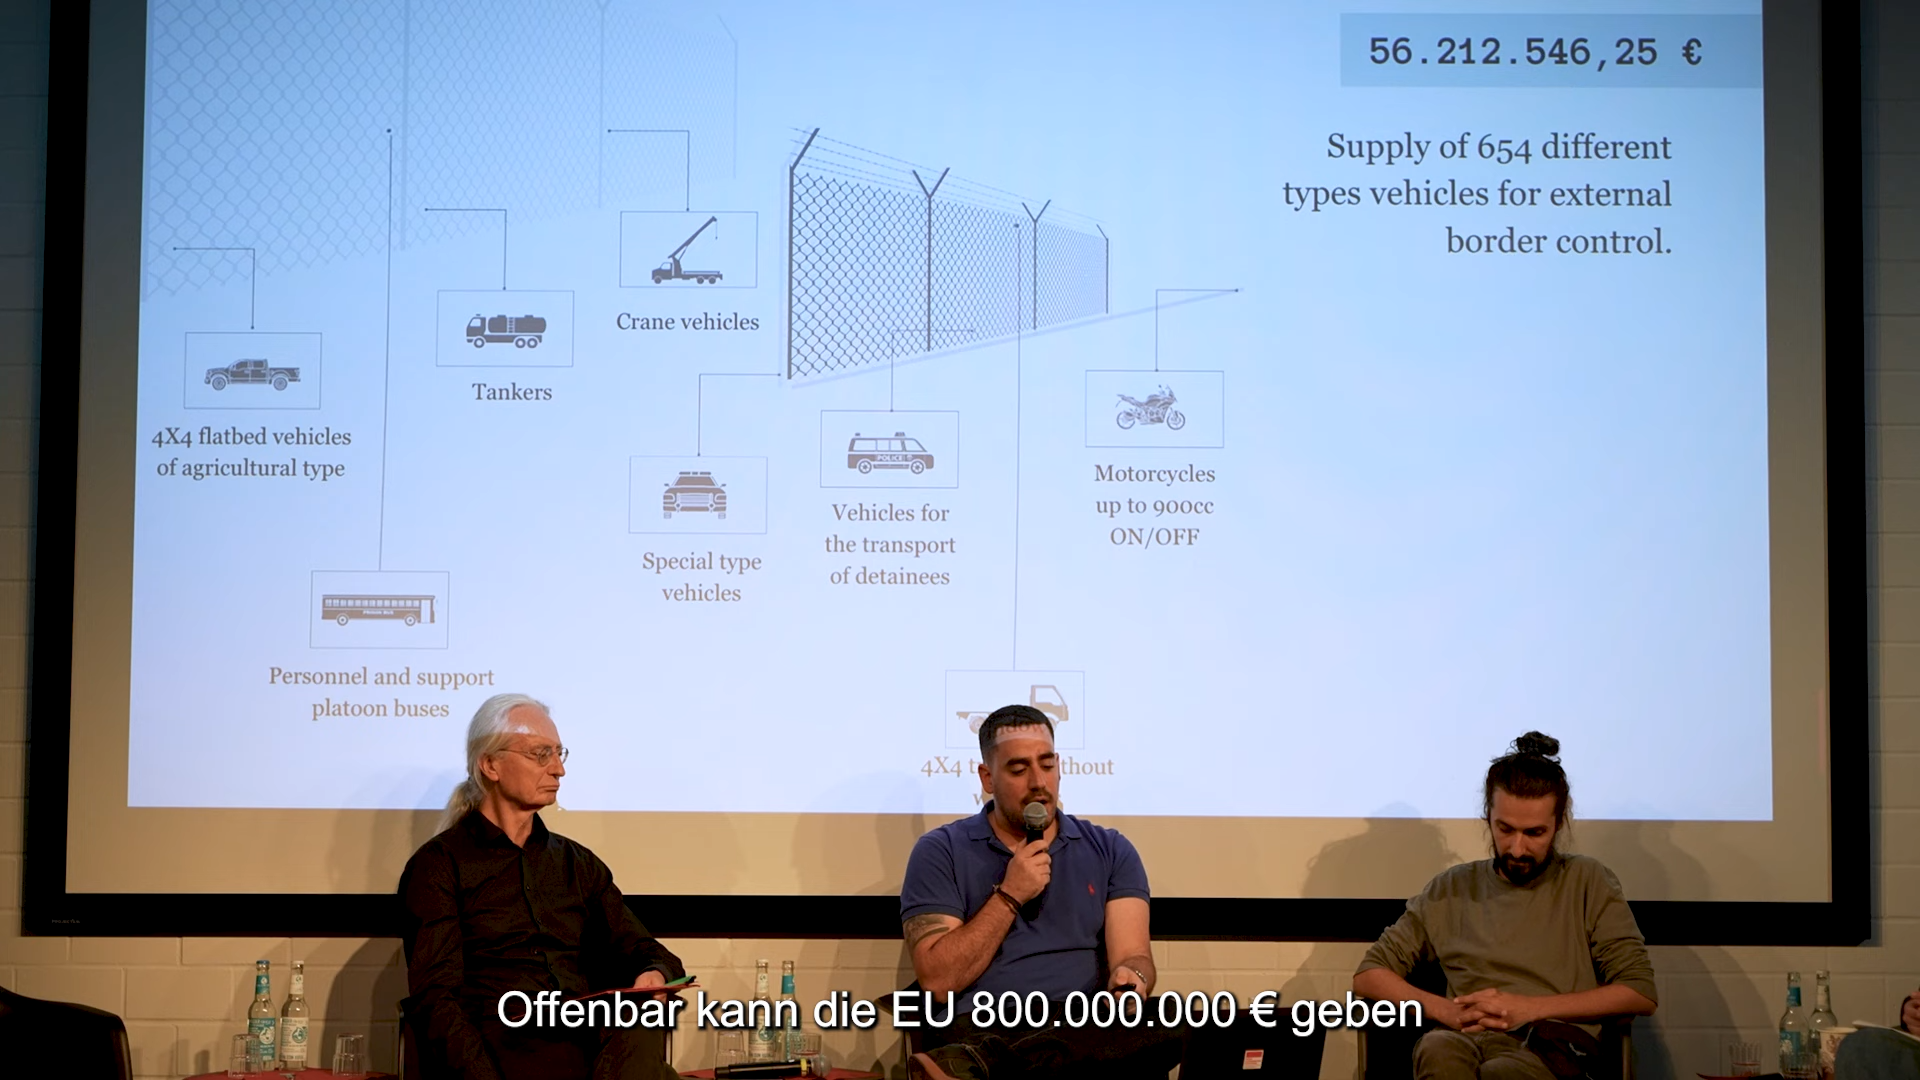 56.212.546,25 €
Supply of 654 different
types vehicles for external
border control.
Crane vehicles
Tankers
4X4 flatbed vehicles
of agricultural type
Special type
vehicles
POLICE
Vehicles for
the transport
of detainees
Motorcycles
up to 900cc
ON/OFF
Personnel and support
platoon buses
4X4
thout
Offenbar kann die EU 800.000.000 € geben